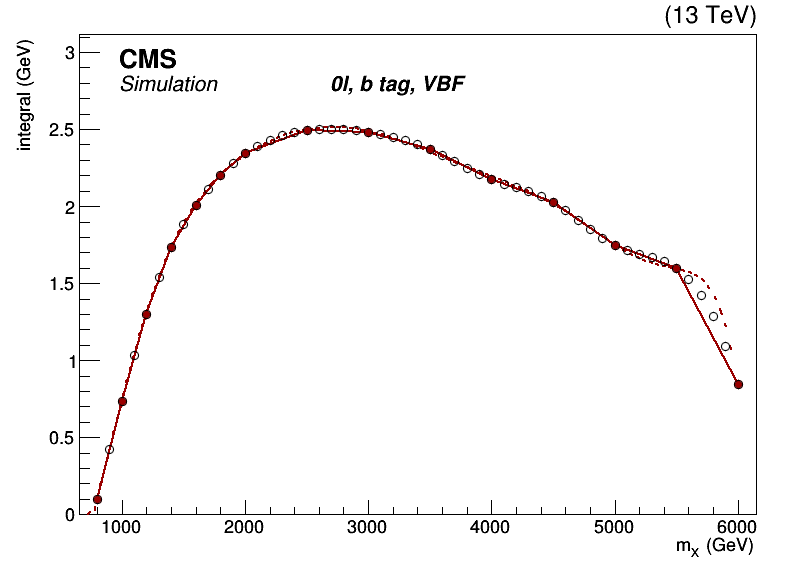 (13 TeV)
CMS
Simulation
0l, b tag, VBF
integral (GeV)
3
2.5
2
1.5
1
0.5
0
1000 2000 3000 4000 5000 6000
mX (GeV)